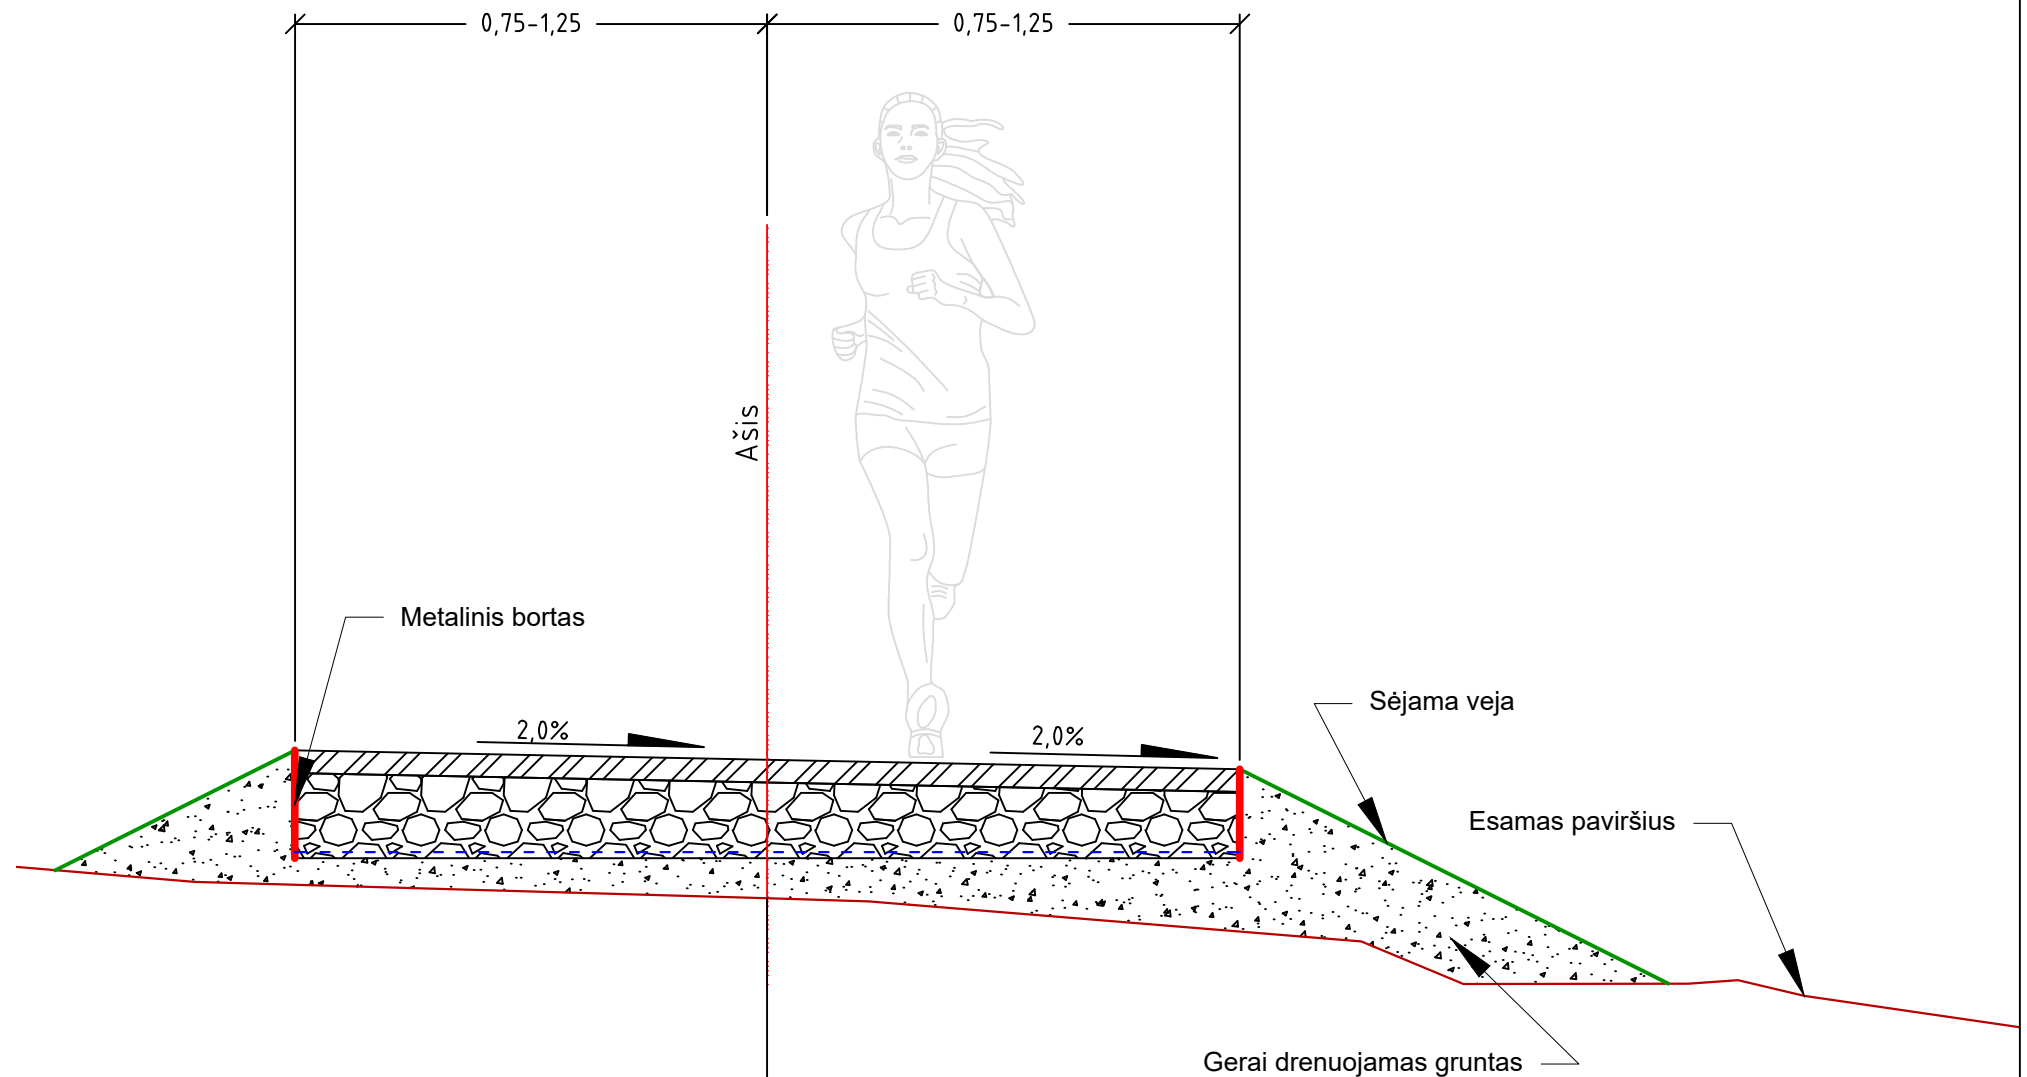 0,75-1,25
0,75-1,25
Ašis
Metalinis bortas
Sėjama veja
2,0%
2,0%
Esamas paviršius
Gerai drenuojamas gruntas